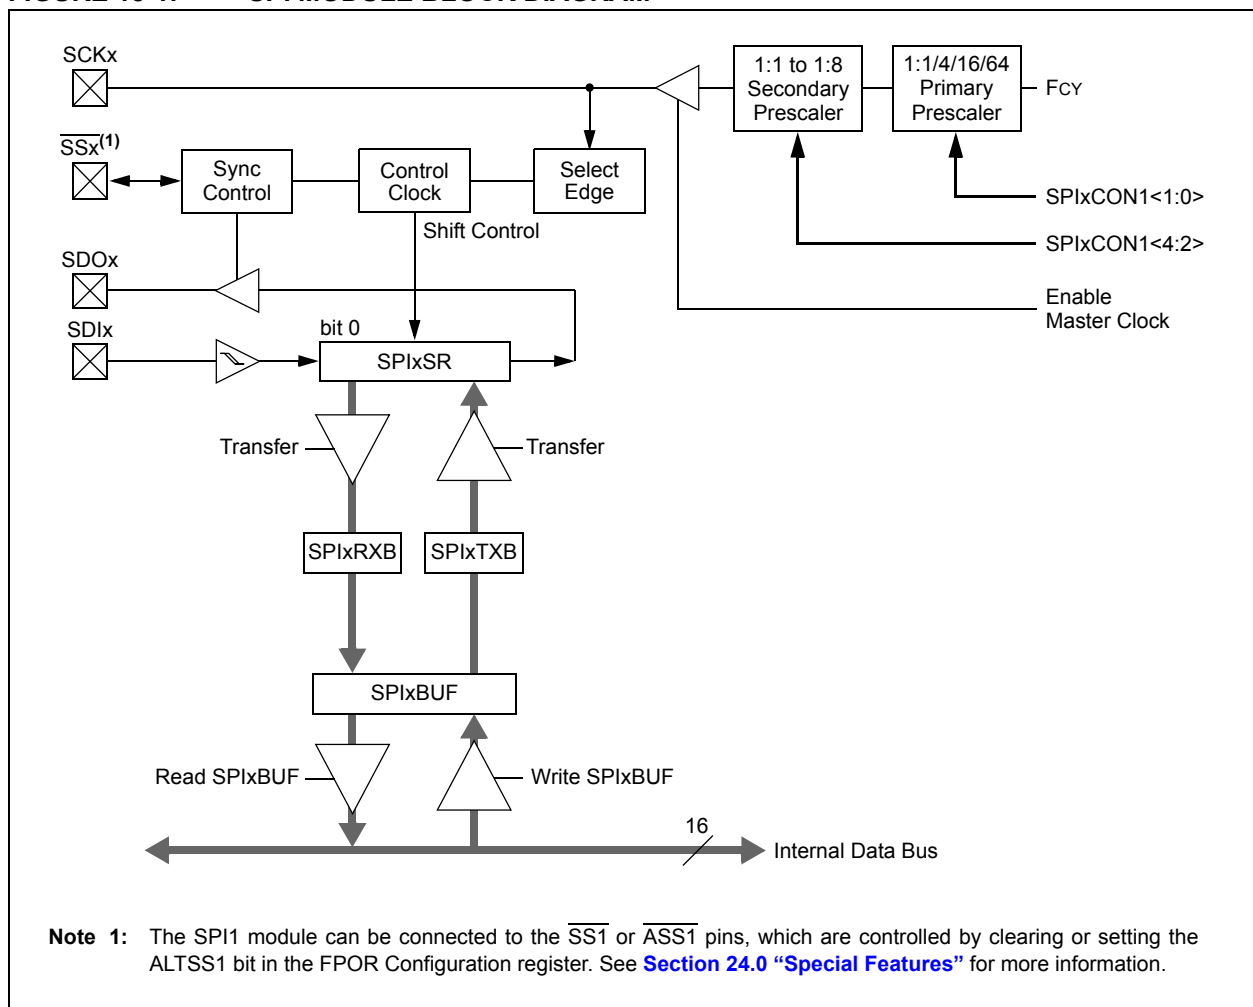 SCKx
1:1 to 1:8
Secondary
Prescaler
1:1/4/16/64
Primary
Prescaler
FCY
SSx(1)
Sync
Control
Control
Clock
Select
Edge
SPIxCON1<1:0>
Shift Control
SPIxCON1<4:2>
SDOx
Enable
Master Clock
SDIx
bit 0
SPIxSR
Transfer
Transfer
SPIxRXB
SPIxTXB
SPIxBUF
Read SPIxBUF
Write SPIxBUF
16
Internal Data Bus
Note 1: The SPI1 module can be connected to the SS1 or ASS1 pins, which are controlled by clearing or setting the
ALTSS1 bit in the FPOR Configuration register. See Section 24.0 “Special Features” for more information.